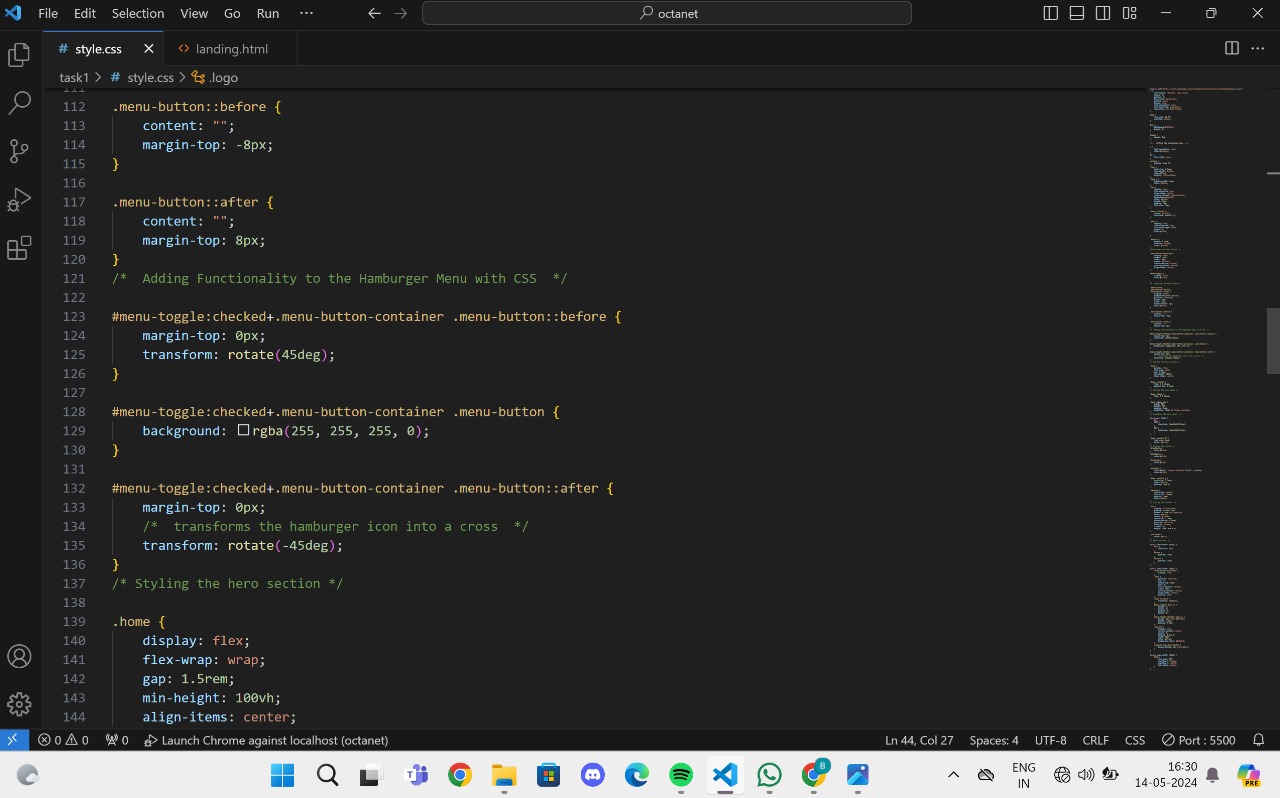 File Edit Selection View Go Run ··· octanet
# style.css × <> landing.html
task1 > # style.css > .logo
111
112 .menu-button::before {
113 content: "";
114 margin-top: -8px;
115 }
116
117 .menu-button::after {
118 content: "";
119 margin-top: 8px;
120 }
121 /*  Adding Functionality to the Hamburger Menu with CSS  */
122
123 #menu-toggle:checked+.menu-button-container .menu-button::before {
124 margin-top: 0px;
125 transform: rotate(45deg);
126 }
127
128 #menu-toggle:checked+.menu-button-container .menu-button {
129 background: rgba(255, 255, 255, 0);
130 }
131
132 #menu-toggle:checked+.menu-button-container .menu-button::after {
133 margin-top: 0px;
134 /*  transforms the hamburger icon into a cross  */
135 transform: rotate(-45deg);
136 }
137 /* Styling the hero section */
138
139 .home {
140 display: flex;
141 flex-wrap: wrap;
142 gap: 1.5rem;
143 min-height: 100vh;
144 align-items: center;
0 0 0 Launch Chrome against localhost (octanet) Ln 44, Col 27 Spaces: 4 UTF-8 CRLF CSS Port : 5500
B PRE ENG 16:30
IN 14-05-2024